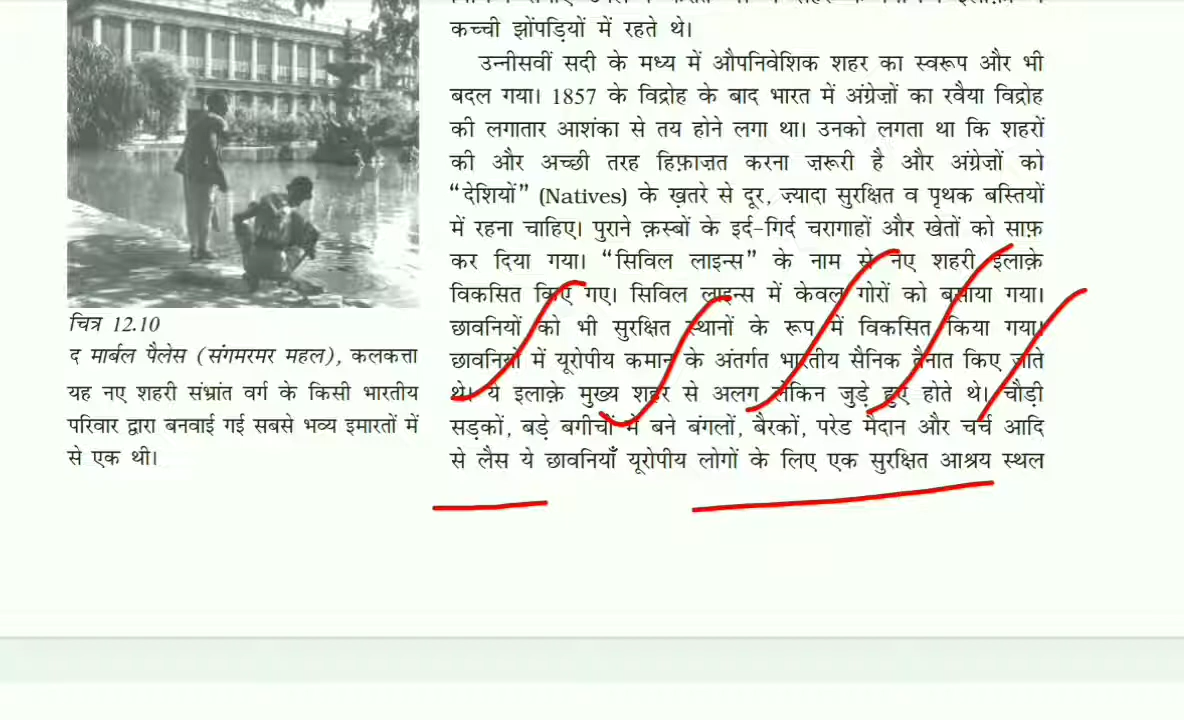 कच्ची झोंपड़ियों में रहते थे।
उन्नीसवीं सदी के मध्य में औपनिवेशिक शहर का स्वरूप और भी
बदल गया। 1857 के विद्रोह के बाद भारत में अंग्रेज़ों का रवैया विद्रोह
की लगातार आशंका से तय होने लगा था। उनको लगता था कि शहरों
की और अच्छी तरह हिफ़ाज़त करना ज़रूरी है और अंग्रेज़ों को
“देशियों” (Natives) के ख़तरे से दूर, ज़्यादा सुरक्षित व पृथक बस्तियों
में रहना चाहिए। पुराने क़स्बों के इर्द-गिर्द चरागाहों और खेतों को साफ़
कर दिया गया। “सिविल लाइन्स” के नाम से नए शहरी इलाक़े
विकसित किए गए। सिविल लाइन्स में केवल गोरों को बसाया गया।
छावनियों को भी सुरक्षित स्थानों के रूप में विकसित किया गया।
छावनियों में यूरोपीय कमान के अंतर्गत भारतीय सैनिक तैनात किए जाते
थे। ये इलाक़े मुख्य शहर से अलग लेकिन जुड़े हुए होते थे। चौड़ी
सड़कों, बड़े बगीचों में बने बंगलों, बैरकों, परेड मैदान और चर्च आदि
से लैस ये छावनियाँ यूरोपीय लोगों के लिए एक सुरक्षित आश्रय स्थल
चित्र 12.10
द मार्बल पैलेस (संगमरमर महल), कलकत्ता
यह नए शहरी संभ्रांत वर्ग के किसी भारतीय
परिवार द्वारा बनवाई गई सबसे भव्य इमारतों में
से एक थी।